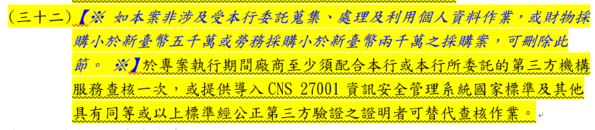 (三十二)【※ 如本案非涉及受本行委託蒐集、處理及利用個人資料作業，或財物採
購小於新臺幣五千萬或勞務採購小於新臺幣兩千萬之採購案，可刪除此
節。 ※】於專案執行期間廠商至少須配合本行或本行所委託的第三方機構
服務查核一次，或提供導入 CNS 27001 資訊安全管理系統國家標準及其他
具有同等或以上標準經公正第三方驗證之證明者可替代查核作業。